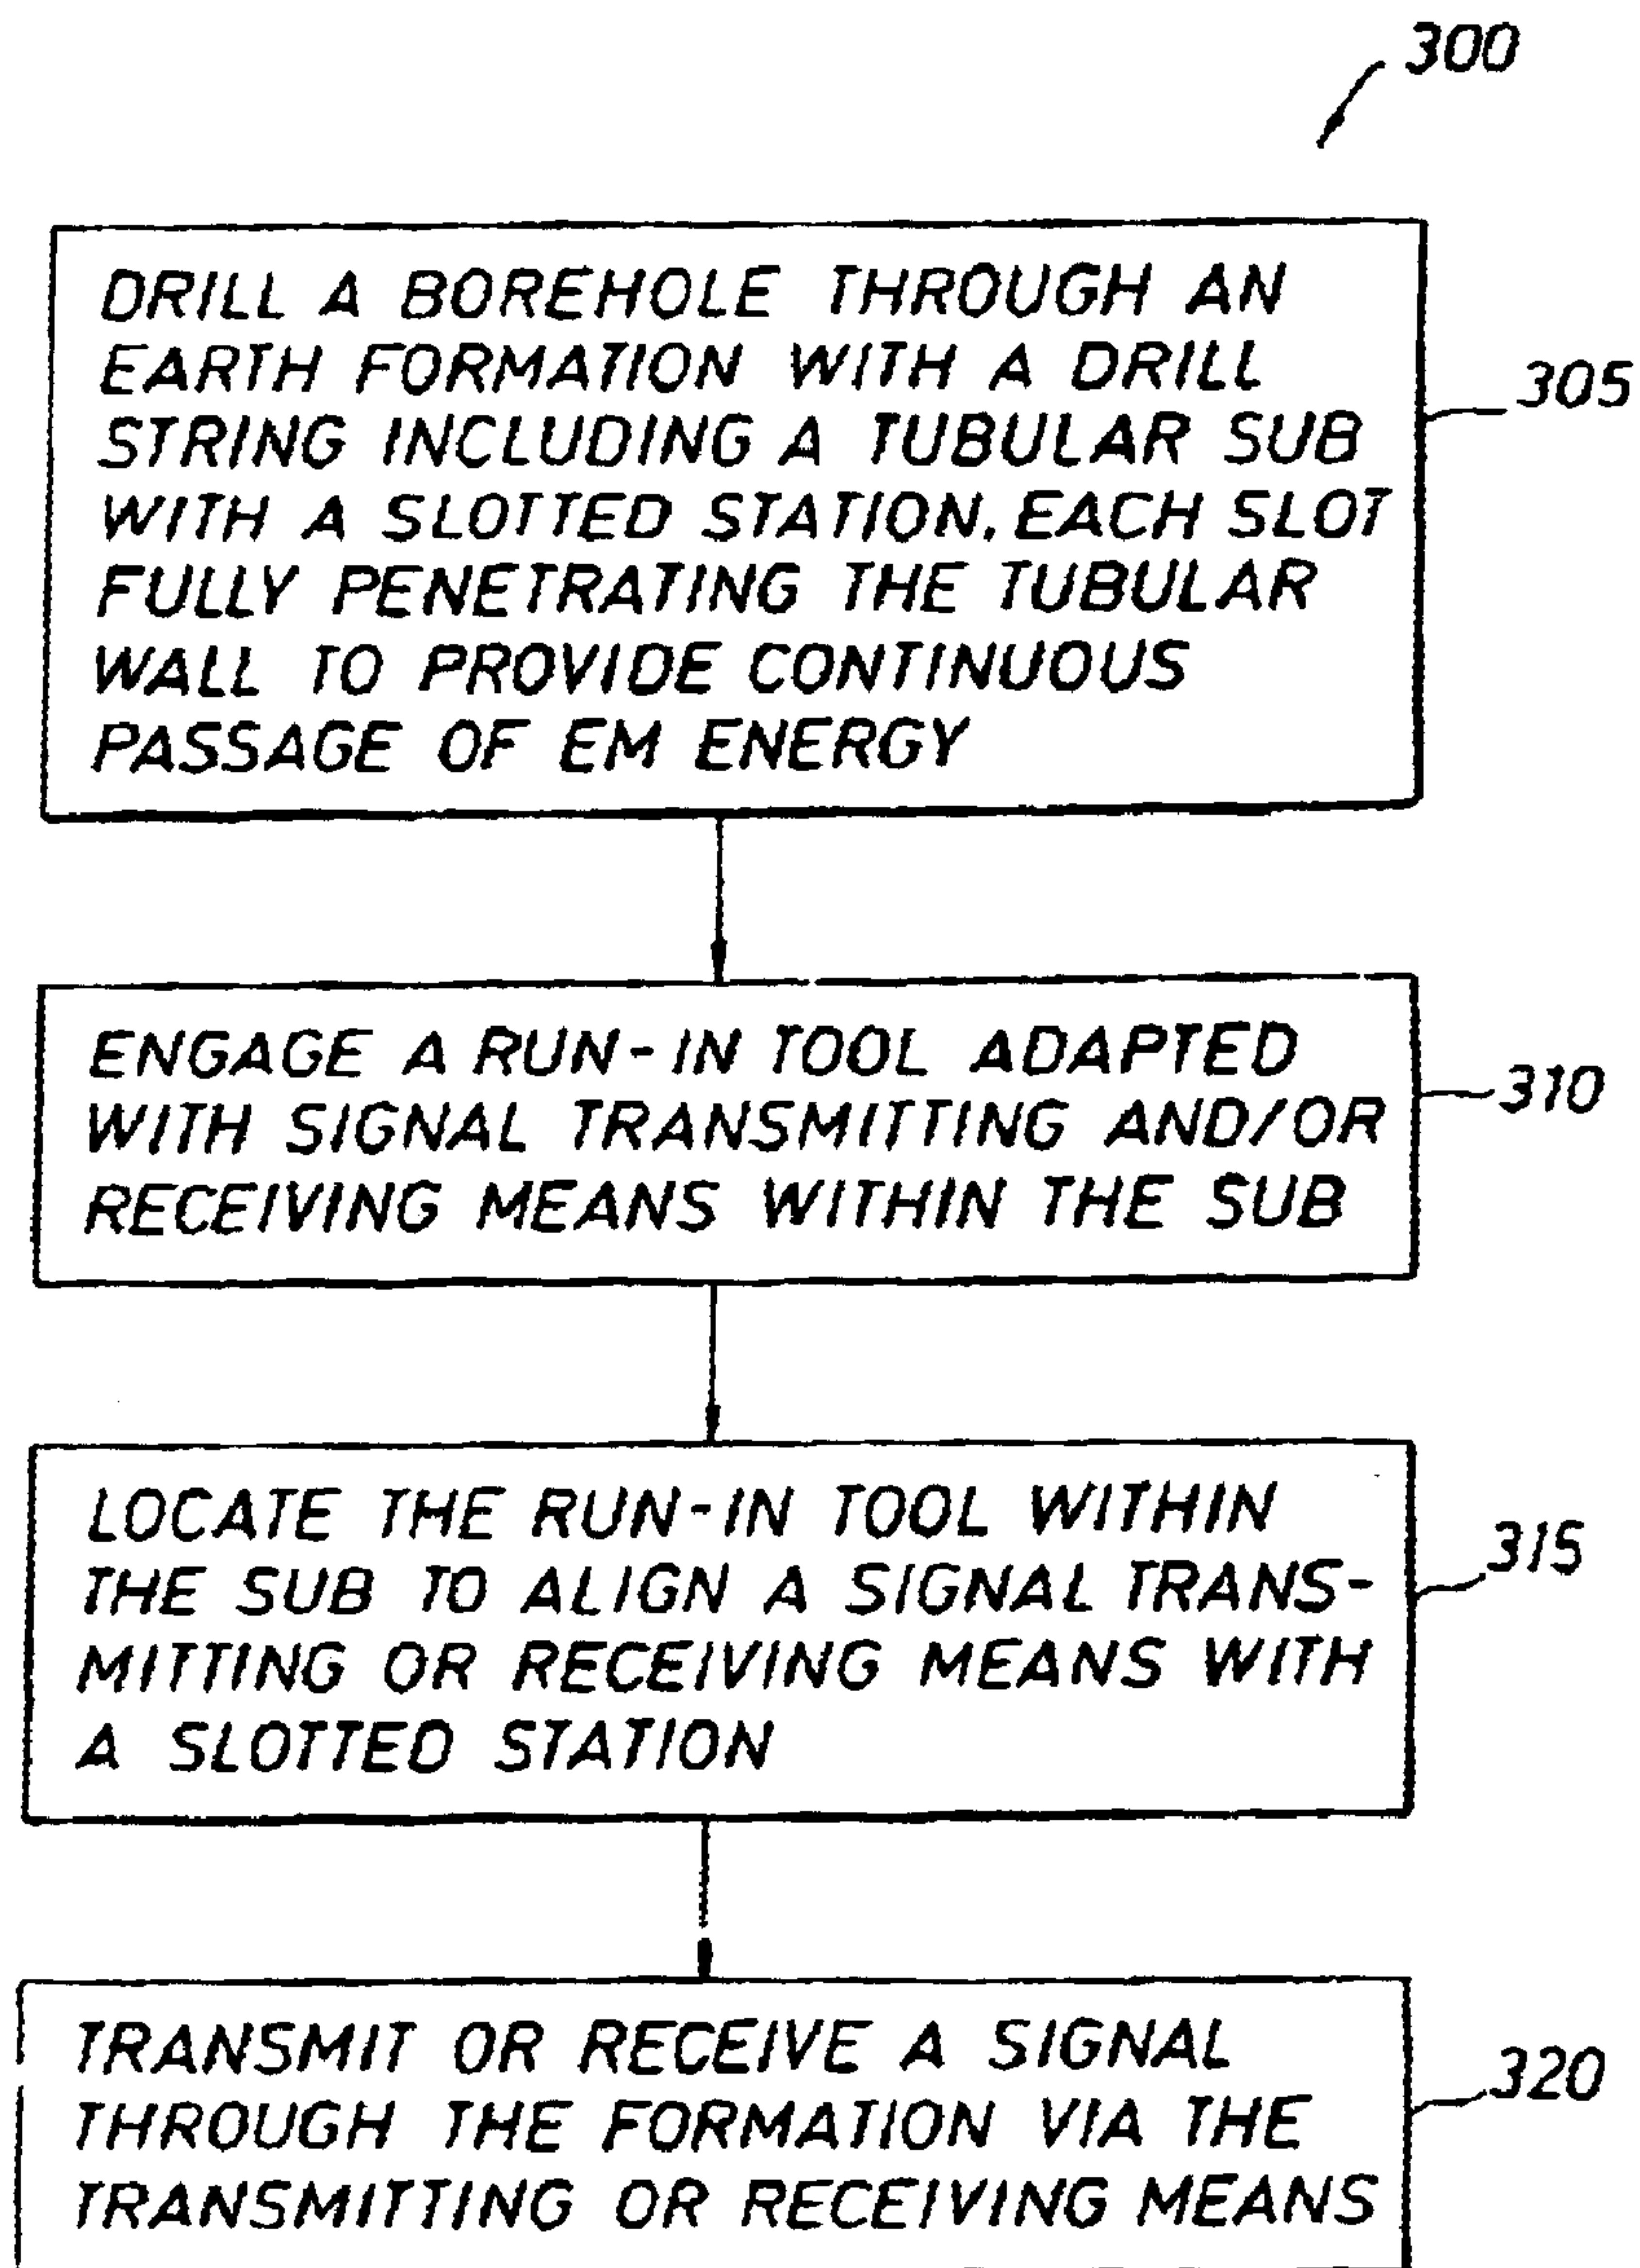 300
DRILL A BOREHOLE THROUGH AN
EARTH FORMATION WITH A DRILL
STRING INCLUDING A TUBULAR SUB
WITH A SLOTTED STATION, EACH SLOT
FULLY PENETRATING THE TUBULAR
WALL TO PROVIDE CONTINUOUS
PASSAGE OF EM ENERGY
305
ENGAGE A RUN-IN TOOL ADAPTED
WITH SIGNAL TRANSMITTING AND/OR
RECEIVING MEANS WITHIN THE SUB
310
LOCATE THE RUN-IN TOOL WITHIN
THE SUB TO ALIGN A SIGNAL TRANS-
MITTING OR RECEIVING MEANS WITH
A SLOTTED STATION
315
TRANSMIT OR RECEIVE A SIGNAL
THROUGH THE FORMATION VIA THE
TRANSMITTING OR RECEIVING MEANS
320